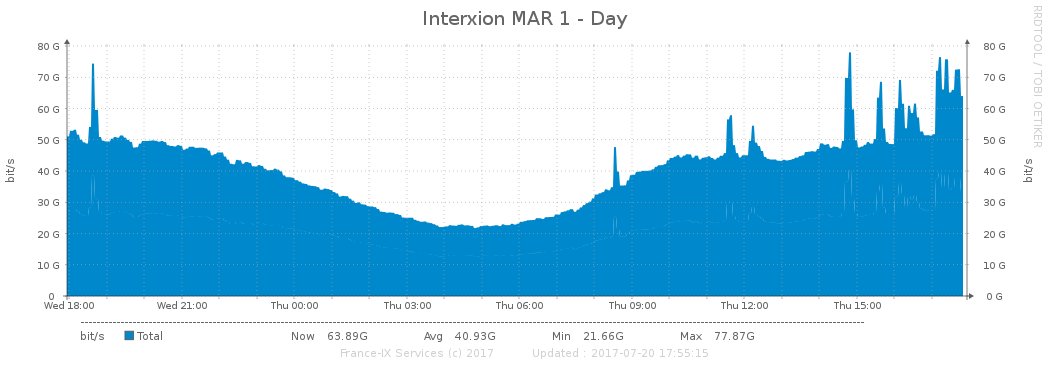 Interxion MAR 1 - Day
RRDTOOL / TOBI OETIKER
bit/s
80 G 80 G
70 G 70 G
60 G 60 G
50 G 50 G
40 G 40 G
30 G 30 G
20 G 20 G
10 G 10 G
0 0 G
bit/s
Wed 18:00 Wed 21:00 Thu 00:00 Thu 03:00 Thu 06:00 Thu 09:00 Thu 12:00 Thu 15:00
bit/s Total Now 63.89G Avg 40.93G Min 21.66G Max 77.87G
France-IX Services (c) 2017 Updated : 2017-07-20 17:55:15